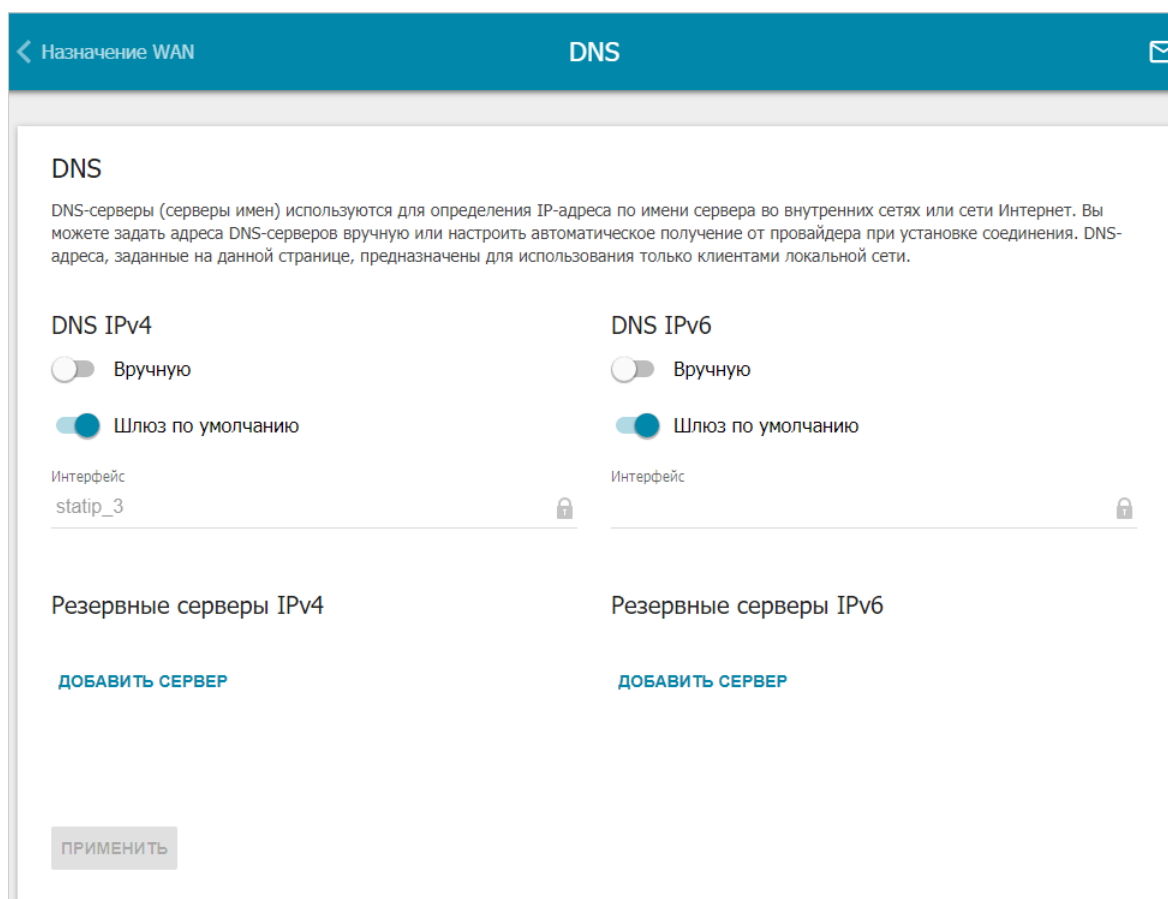 Назначение WAN
DNS
DNS
DNS-серверы (серверы имен) используются для определения IP-адреса по имени сервера во внутренних сетях или сети Интернет. Вы
можете задать адреса DNS-серверов вручную или настроить автоматическое получение от провайдера при установке соединения. DNS-
адреса, заданные на данной странице, предназначены для использования только клиентами локальной сети.
DNS IPv4
Вручную
Шлюз по умолчанию
Интерфейс
statip_3
Резервные серверы IPv4
ДОБАВИТЬ СЕРВЕР
DNS IPv6
Вручную
Шлюз по умолчанию
Интерфейс
Резервные серверы IPv6
ДОБАВИТЬ СЕРВЕР
ПРИМЕНИТЬ